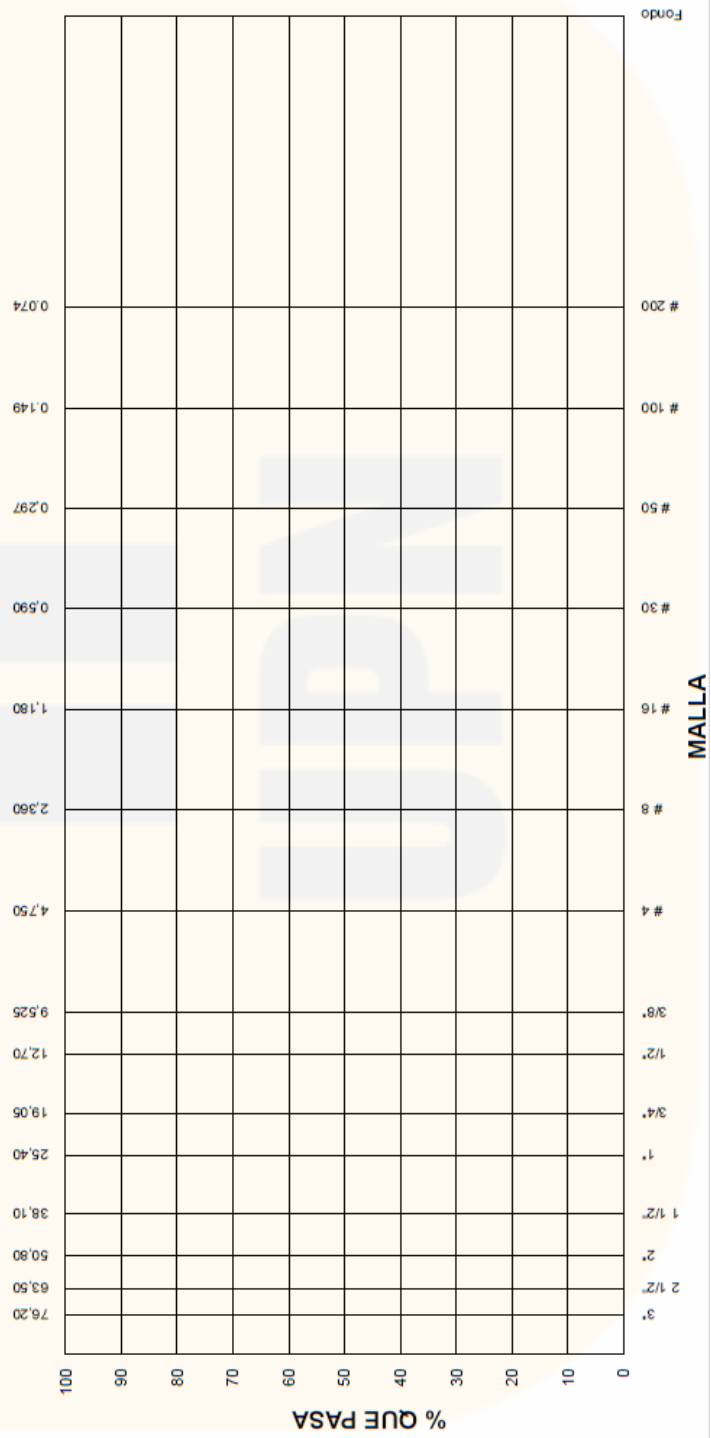 76,20 63,50 50,80 38,10 25,40 19,05 12,70 9,525 4,750 2,360 1,180 0,590 0,297 0.149 0.074
% QUE PASA
100
90
80
70
60
50
40
30
20
10
0
UPN
3" 2 1/2" 2" 1 1/2" 1" 3/4" 1/2" 3/8" # 4 # 8 # 16 # 30 # 50 # 100 # 200 Fondo
MALLA